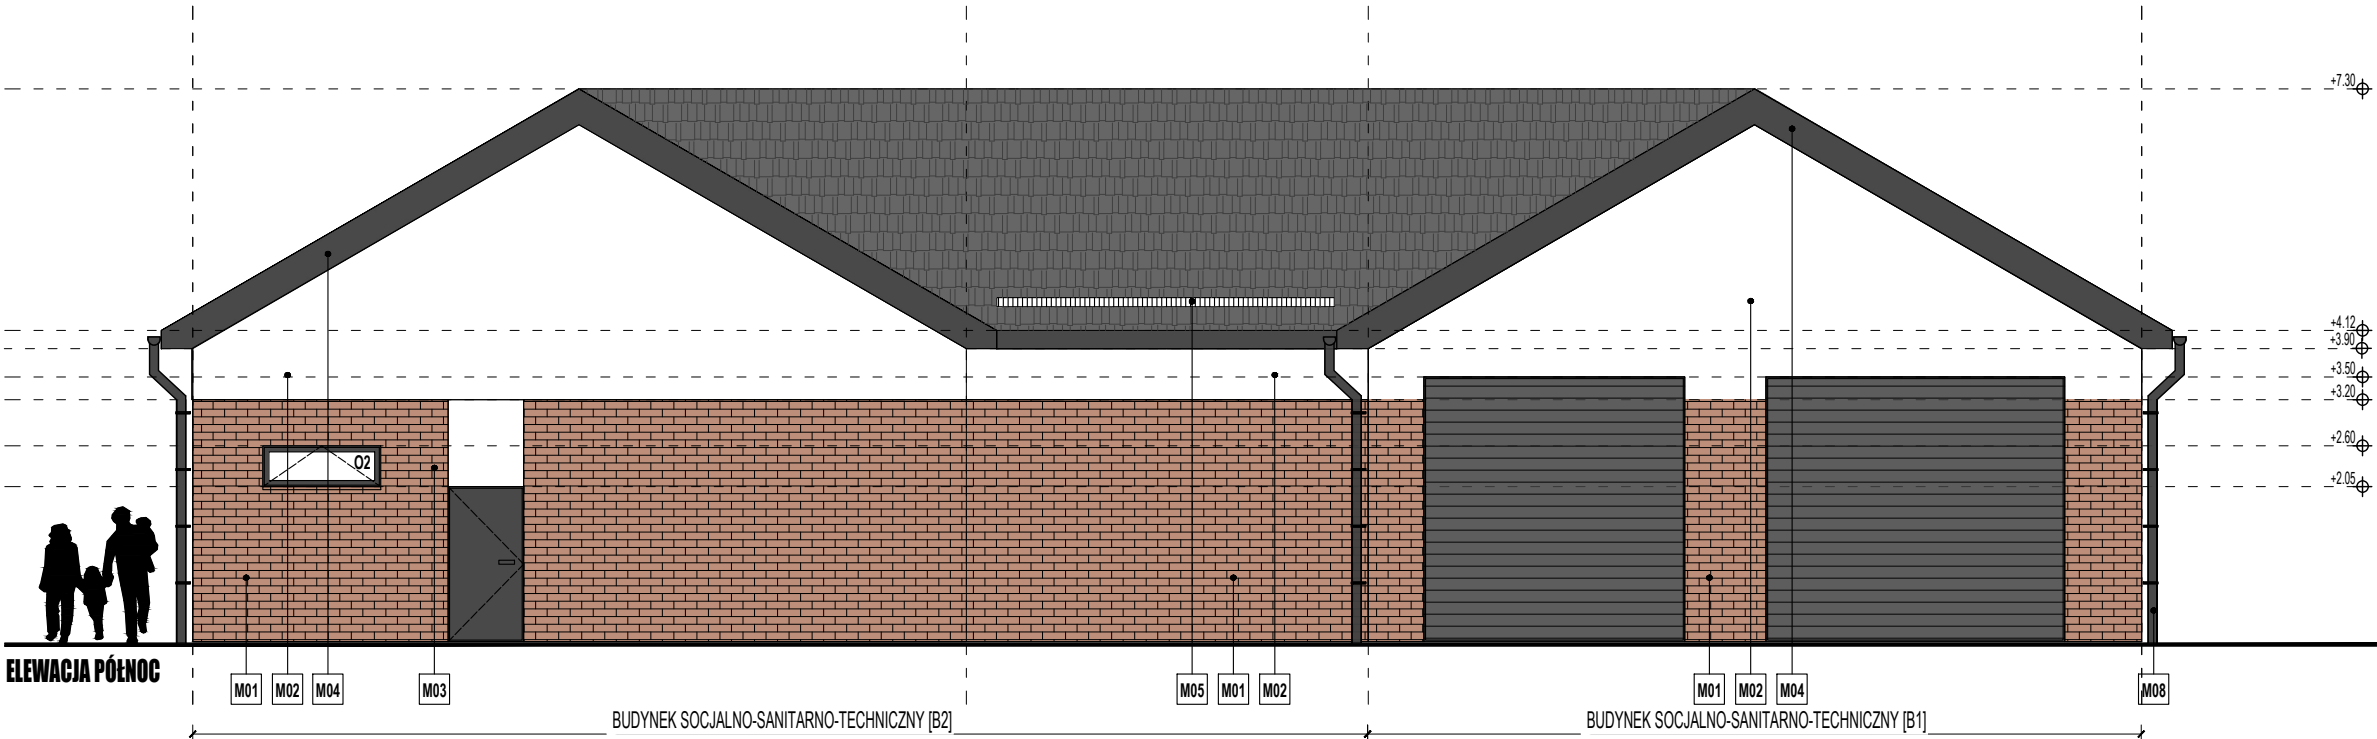 +7.30
+4.12
+3.90
+3.50
+3.20
+2.60
+2.05
O2
ELEWACJA PÓŁNOC
M01 M02 M04 M03 M05 M01 M02 M01 M02 M04 M08
BUDYNEK SOCJALNO-SANITARNO-TECHNICZNY [B2] BUDYNEK SOCJALNO-SANITARNO-TECHNICZNY [B1]